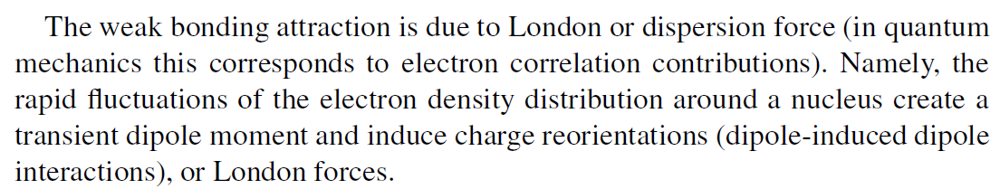 The weak bonding attraction is due to London or dispersion force (in quantum
mechanics this corresponds to electron correlation contributions). Namely, the
rapid fluctuations of the electron density distribution around a nucleus create a
transient dipole moment and induce charge reorientations (dipole-induced dipole
interactions), or London forces.